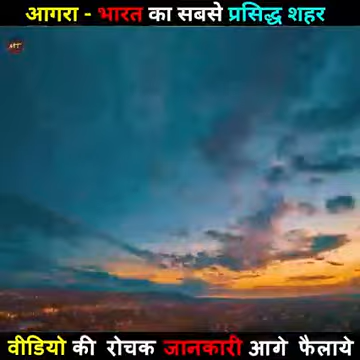 आगरा - भारत का सबसे प्रसिद्ध शहर
वीडियो की रोचक जानकारी आगे फैलाये